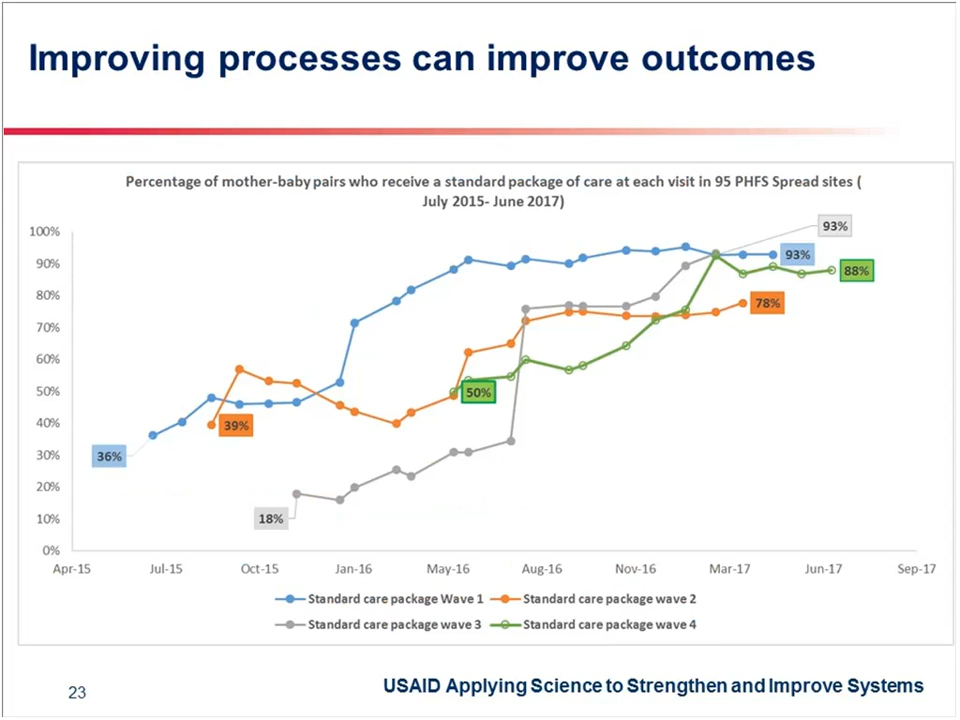 Improving processes can improve outcomes
Percentage of mother-baby pairs who receive a standard package of care at each visit in 95 PHFS Spread sites (
July 2015- June 2017)
100%
90%
80%
70%
60%
50%
40%
30%
20%
10%
0%
93%
93%
88%
78%
50%
39%
36%
18%
Apr-15 Jul-15 Oct-15 Jan-16 May-16 Aug-16 Nov-16 Mar-17 Jun-17 Sep-17
Standard care package Wave 1 Standard care package wave 2
Standard care package wave 3 Standard care package wave 4
23
USAID Applying Science to Strengthen and Improve Systems